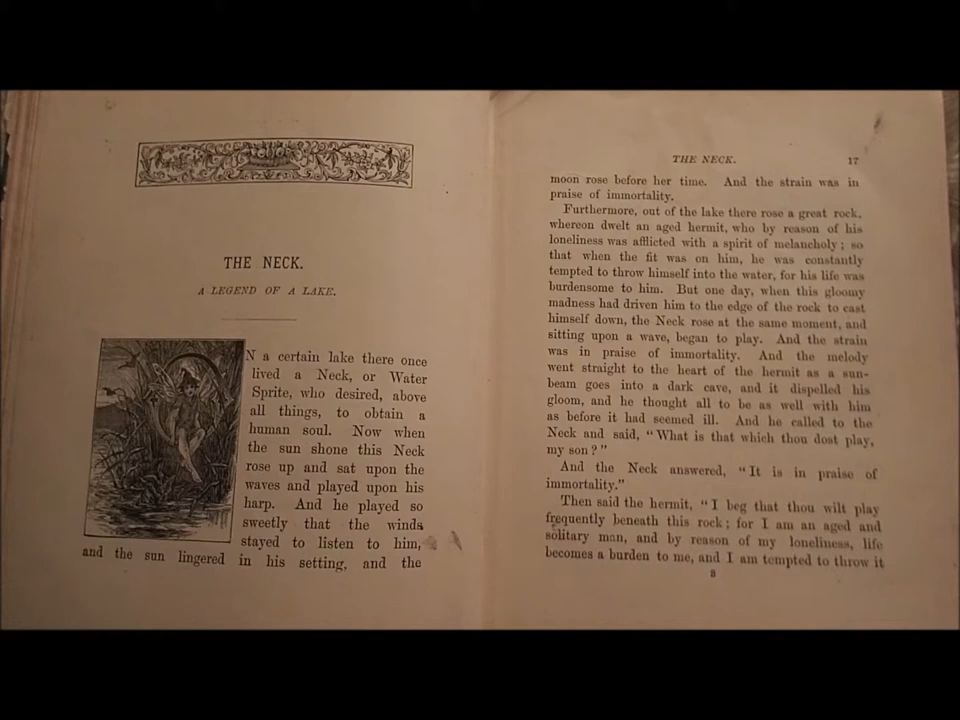 THE NECK.
A LEGEND OF A LAKE.
N a certain lake there once
lived a Neck, or Water
Sprite, who desired, above
all things, to obtain a
human soul. Now when
the sun shone this Neck
rose up and sat upon the
waves and played upon his
harp. And he played so
sweetly that the winds
stayed to listen to him,
and the sun lingered in his setting, and the
THE NECK. 17
moon rose before her time. And the strain was in
praise of immortality.
Furthermore, out of the lake there rose a great rock,
whereon dwelt an aged hermit, who by reason of his
loneliness was afflicted with a spirit of melancholy; so
that when the fit was on him, he was constantly
tempted to throw himself into the water, for his life was
burdensome to him. But one day, when this gloomy
madness had driven him to the edge of the rock to cast
himself down, the Neck rose at the same moment, and
sitting upon a wave, began to play. And the strain
was in praise of immortality. And the melody
went straight to the heart of the hermit as a sun-
beam goes into a dark cave, and it dispelled his
gloom, and he thought all to be as well with him
as before it had seemed ill. And he called to the
Neck and said, "What is that which thou dost play,
my son?"
And the Neck answered, "It is in praise of
immortality."
Then said the hermit, "I beg that thou wilt play
frequently beneath this rock; for I am an aged and
solitary man, and by reason of my loneliness, life
becomes a burden to me, and I am tempted to throw it